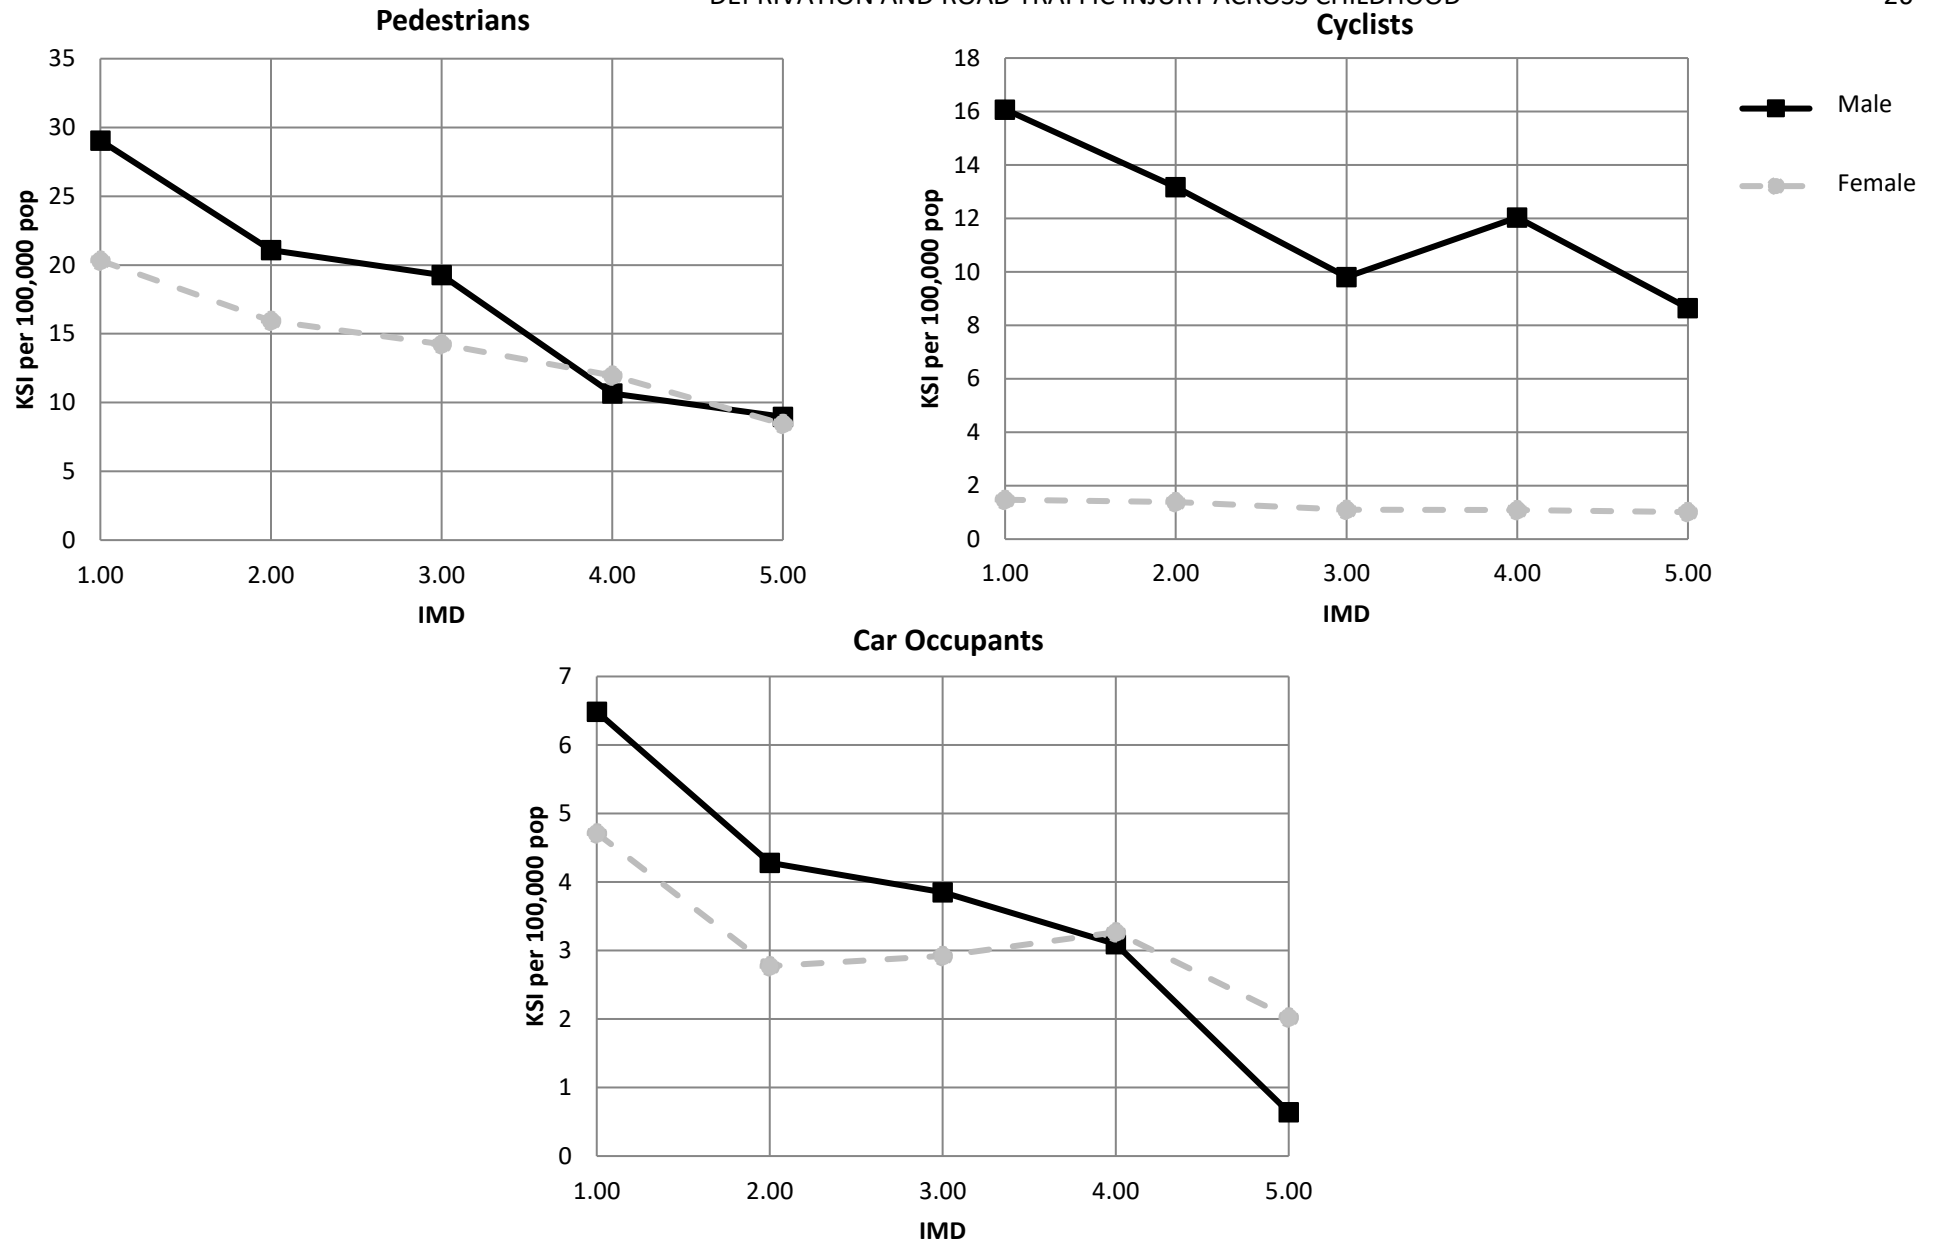 DEPRIVATION AND ROAD TRAFFIC INJURY ACROSS CHILDHOOD
Pedestrians
35
30
25
20
15
10
5
0
KSI per 100,000 pop
1.00 2.00 3.00 4.00 5.00
IMD
Cyclists
18
16
14
12
10
8
6
4
2
0
KSI per 100,000 pop
1.00 2.00 3.00 4.00 5.00
IMD
Male
Female
Car Occupants
7
6
5
4
3
2
1
0
KSI per 100,000 pop
1.00 2.00 3.00 4.00 5.00
IMD